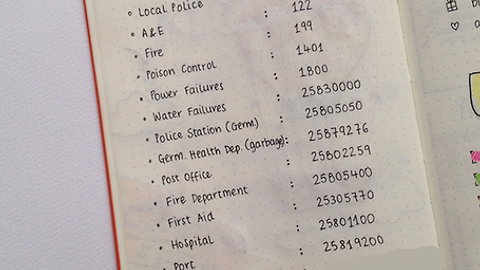 • Local Police
• A&E : 122
• Fire : 199
• Poison Control : 1401
• Power Failures : 1800
• Water Failures : 25830000
• Police Station (Germ.) : 25805050
• Germ. Health Dep. (garbage): 25879276
• Post Office : 25802259
• Fire Department : 25805400
• First Aid : 25305770
• Hospital : 25801100
• Port : 25819200